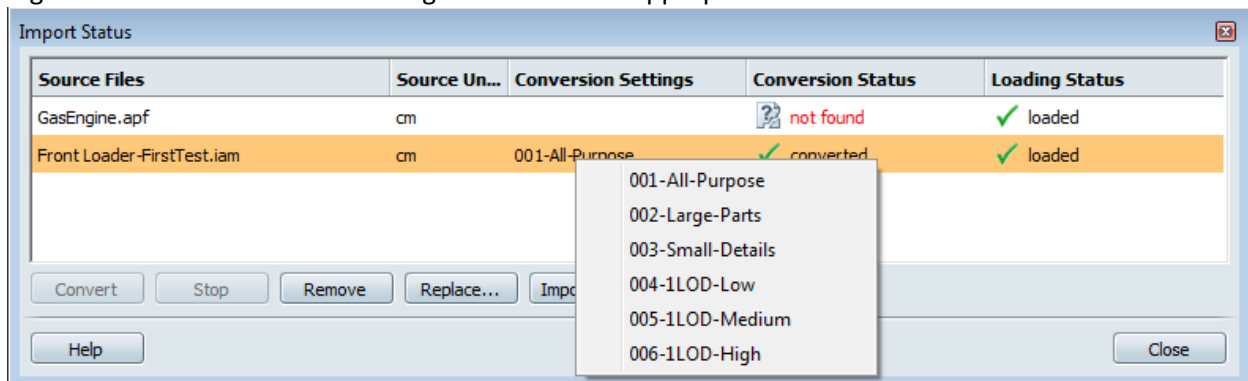 Import Status
Source Files Source Un... Conversion Settings Conversion Status Loading Status
GasEngine.apf cm not found loaded
Front Loader-FirstTest.iam cm 001-All-Purpose converted loaded
001-All-Purpose
002-Large-Parts
003-Small-Details
004-1LOD-Low
Convert Stop Remove Replace...
005-1LOD-Medium
006-1LOD-High
Help Close